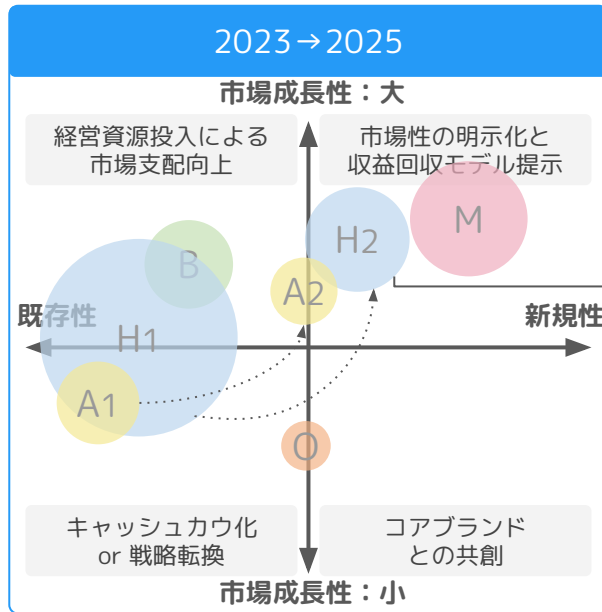 2023→2025
市場成長性：大
経営資源投入による
市場支配向上
市場性の明示化と
収益回収モデル提示
M
H2
B
A2
既存性
新規性
H1
A1
O
キャッシュカウ化
or 戦略転換
コアブランド
との共創
市場成長性：小